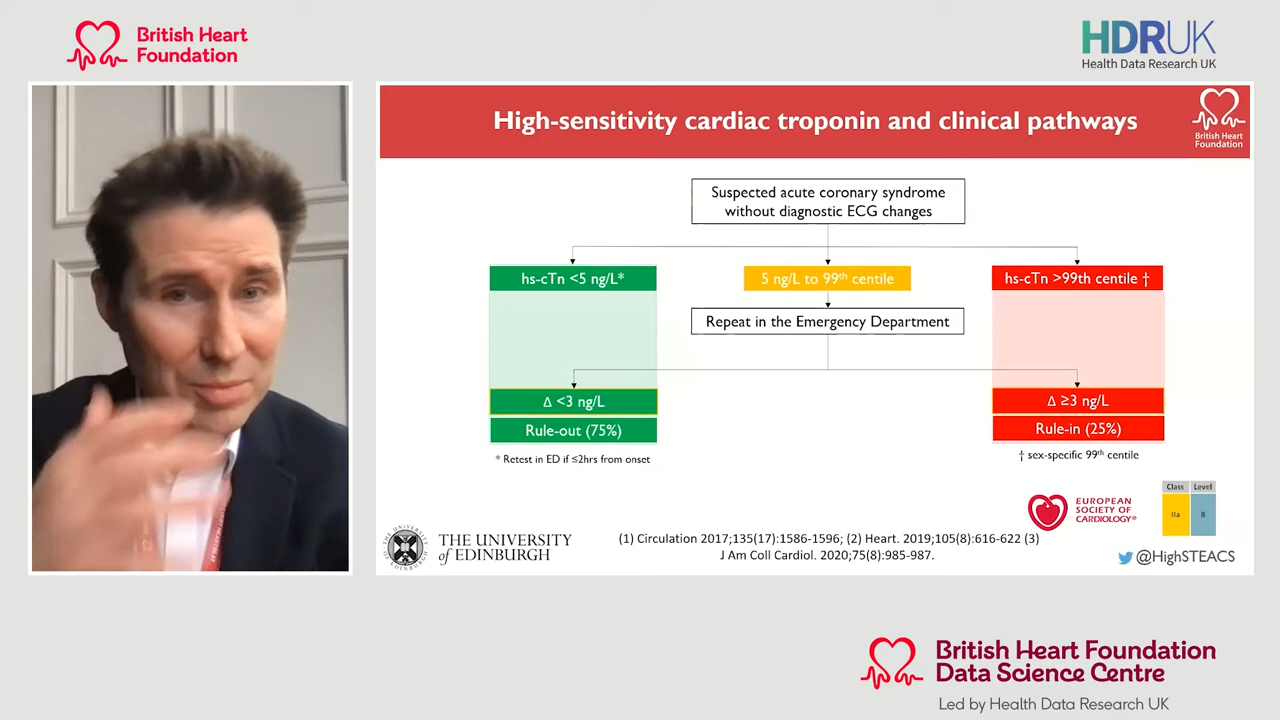 British Heart
Foundation
HDRUK
Health Data Research UK
High-sensitivity cardiac troponin and clinical pathways
British Heart
Foundation
Suspected acute coronary syndrome
without diagnostic ECG changes
hs-cTn <5 ng/L*
5 ng/L to 99th centile
hs-cTn >99th centile †
Repeat in the Emergency Department
Δ <3 ng/L
Δ ≥3 ng/L
Rule-out (75%)
Rule-in (25%)
* Retest in ED if ≤2hrs from onset
† sex-specific 99th centile
EUROPEAN
SOCIETY OF
CARDIOLOGY®
Class Level
IIa B
THE UNIVERSITY
of EDINBURGH
(1) Circulation 2017;135(17):1586-1596; (2) Heart. 2019;105(8):616-622 (3)
J Am Coll Cardiol. 2020;75(8):985-987.
@HighSTEACS
British Heart Foundation
Data Science Centre
Led by Health Data Research UK